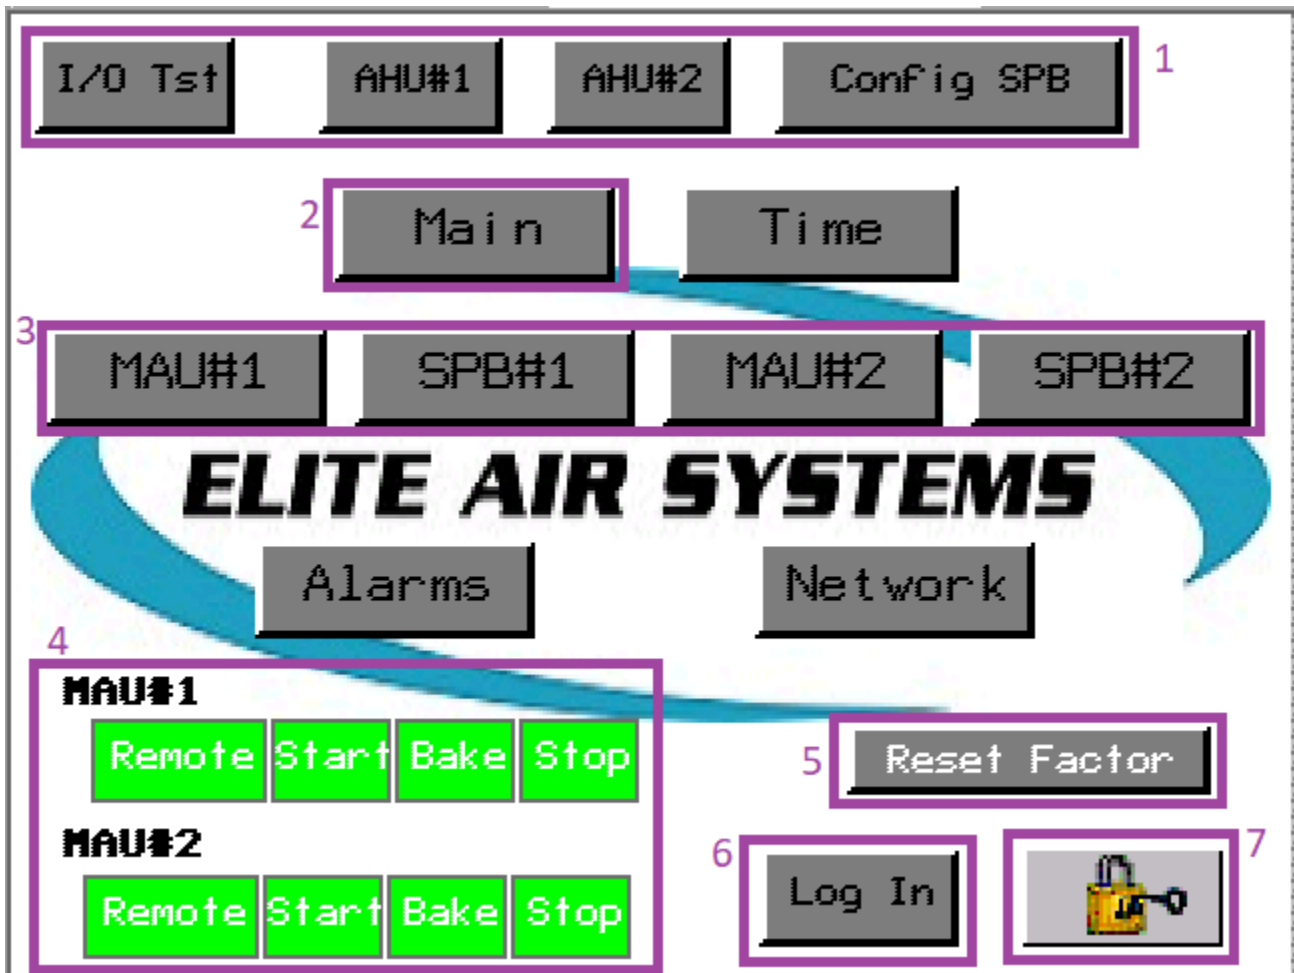 I/O Tst AHU#1 AHU#2 Config SPB 1
2 Main Time
3 MAU#1 SPB#1 MAU#2 SPB#2
ELITE AIR SYSTEMS
Alarms Network
4
MAU#1
Remote Start Bake Stop
5 Reset Factor
MAU#2
Remote Start Bake Stop
6 Log In 7